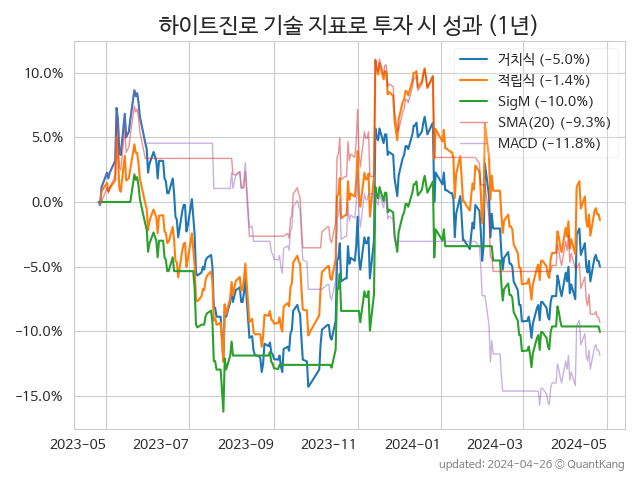 하이트진로 기술 지표로 투자 시 성과 (1년)
거치식 (−5.0%)
적립식 (−1.4%)
SigM (−10.0%)
SMA(20) (−9.3%)
MACD (−11.8%)
10.0%
5.0%
0.0%
−5.0%
−10.0%
−15.0%
2023-05 2023-07 2023-09 2023-11 2024-01 2024-03 2024-05
updated: 2024-04-26 © QuantKang